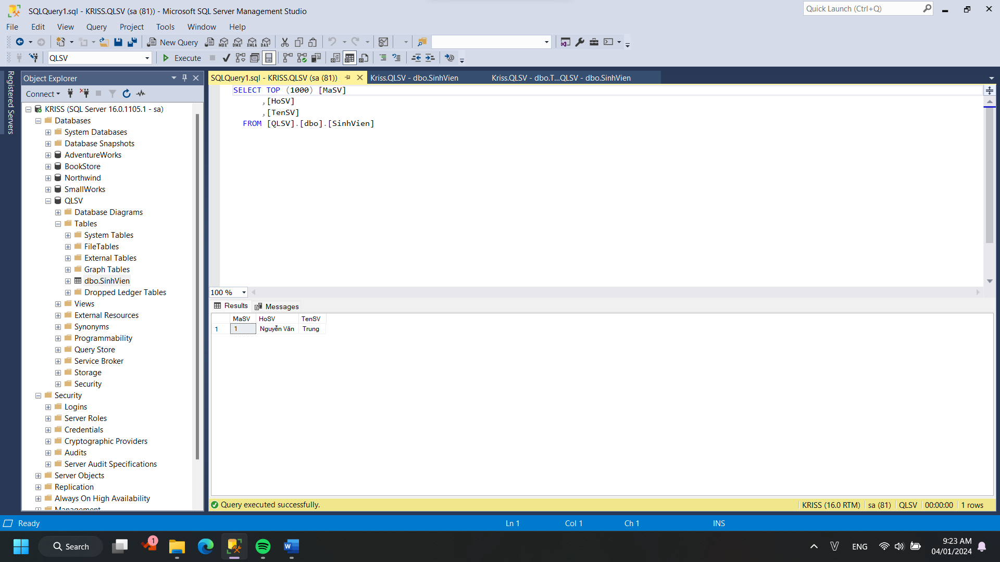 SQLQuery1.sql - KRISS.QLSV (sa (81)) - Microsoft SQL Server Management Studio
Quick Launch (Ctrl+Q)
File Edit View Query Project Tools Window Help
New Query MDX DMX XMLA DAX
QLSV Execute
Registered Servers
Object Explorer
Connect
KRISS (SQL Server 16.0.1105.1 - sa)
Databases
System Databases
Database Snapshots
AdventureWorks
BookStore
Northwind
SmallWorks
QLSV
Database Diagrams
Tables
System Tables
FileTables
External Tables
Graph Tables
dbo.SinhVien
Dropped Ledger Tables
Views
External Resources
Synonyms
Programmability
Query Store
Service Broker
Storage
Security
Security
Logins
Server Roles
Credentials
Cryptographic Providers
Audits
Server Audit Specifications
Server Objects
Replication
Always On High Availability
Management
SQLQuery1.sql - KRISS.QLSV (sa (81)) Kriss.QLSV - dbo.SinhVien Kriss.QLSV - dbo.T...QLSV - dbo.SinhVien
SELECT TOP (1000) [MaSV]
,[HoSV]
,[TenSV]
FROM [QLSV].[dbo].[SinhVien]
100 %
Results Messages
MaSV HoSV TenSV
1 1 Nguyễn Văn Trung
Query executed successfully. KRISS (16.0 RTM) sa (81) QLSV 00:00:00 1 rows
Ready Ln 1 Col 1 Ch 1 INS
Search 1 ENG 9:23 AM
04/01/2024